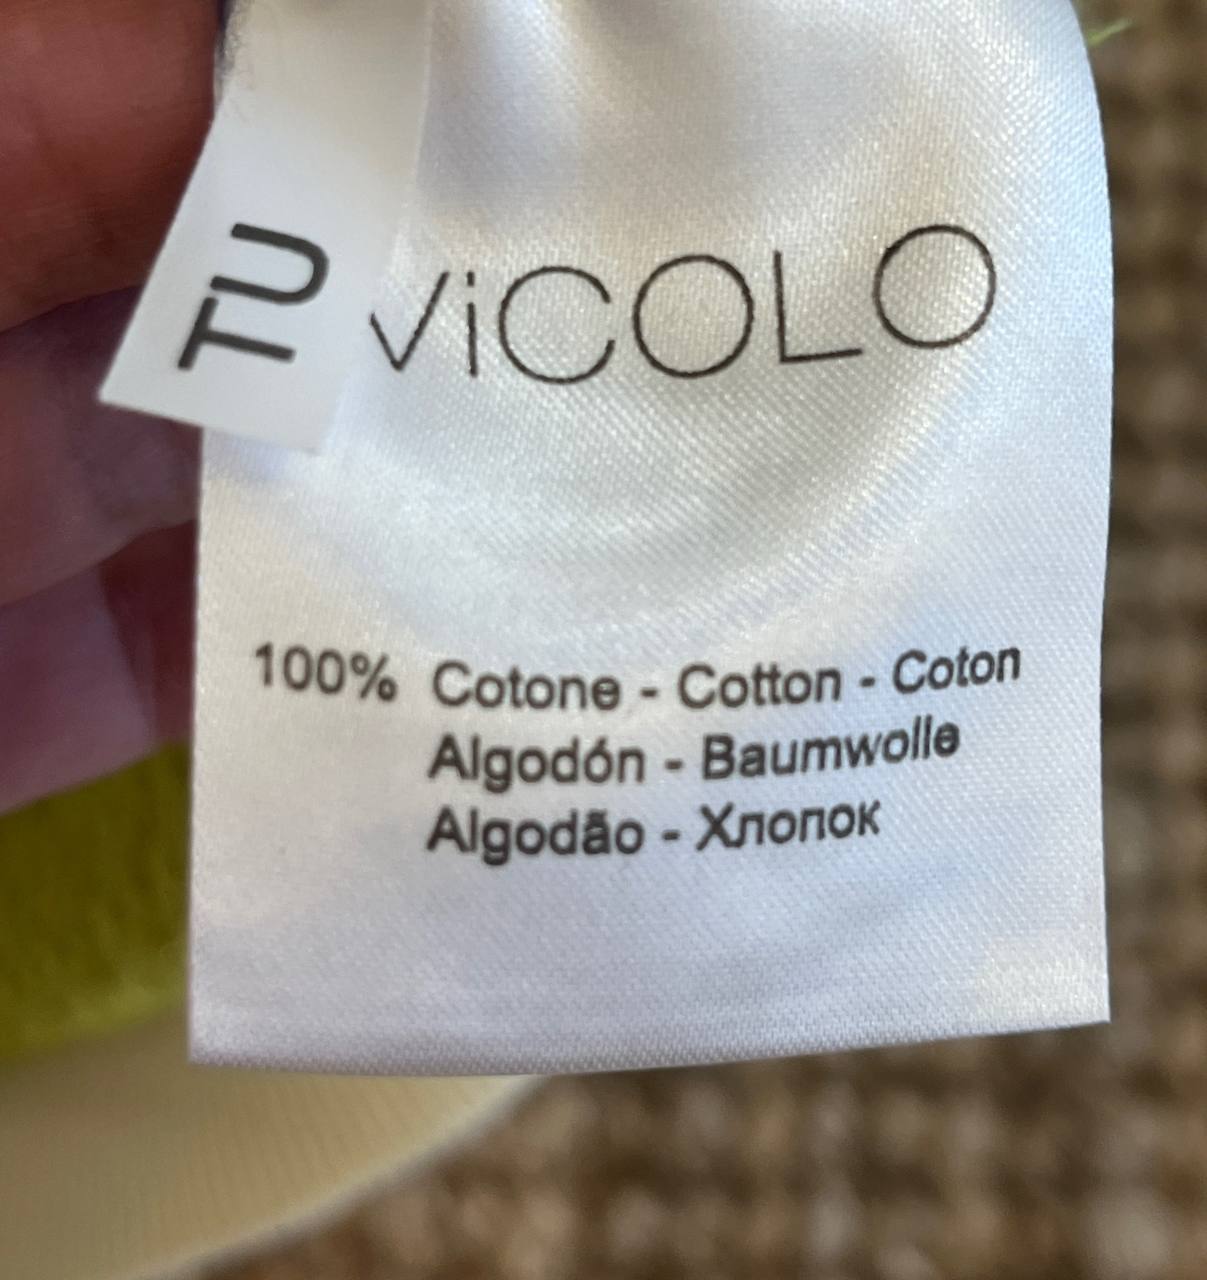 TU
ViCOLO
100% Cotone - Cotton - Coton
Algodón - Baumwolle
Algodão - Хлопок